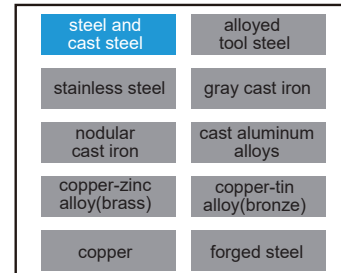 steel and
cast steel
alloyed
tool steel
stainless steel
gray cast iron
nodular
cast iron
cast aluminum
alloys
copper-zinc
alloy(brass)
copper-tin
alloy(bronze)
copper
forged steel